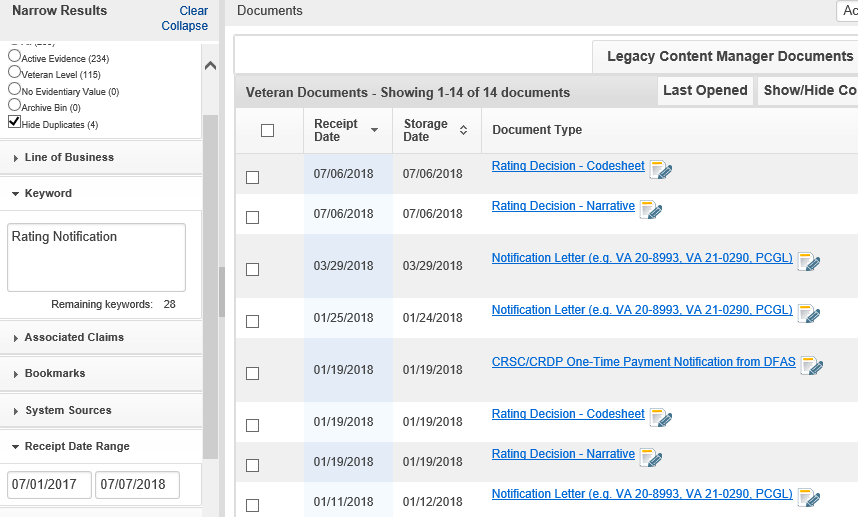 Narrow Results
Clear
Collapse
Active Evidence (234)
Veteran Level (115)
No Evidentiary Value (0)
Archive Bin (0)
Hide Duplicates (4)
Line of Business
Keyword
Rating Notification
Remaining keywords: 28
Associated Claims
Bookmarks
System Sources
Receipt Date Range
07/01/2017 07/07/2018
Documents
Legacy Content Manager Documents
Veteran Documents - Showing 1-14 of 14 documents
Last Opened
Show/Hide Co
Receipt Date
Storage Date
Document Type
07/06/2018 07/06/2018 Rating Decision - Codesheet
07/06/2018 07/06/2018 Rating Decision - Narrative
03/29/2018 03/29/2018 Notification Letter (e.g. VA 20-8993, VA 21-0290, PCGL)
01/25/2018 01/24/2018 Notification Letter (e.g. VA 20-8993, VA 21-0290, PCGL)
01/19/2018 01/19/2018 CRSC/CRDP One-Time Payment Notification from DFAS
01/19/2018 01/19/2018 Rating Decision - Codesheet
01/19/2018 01/19/2018 Rating Decision - Narrative
01/11/2018 01/12/2018 Notification Letter (e.g. VA 20-8993, VA 21-0290, PCGL)